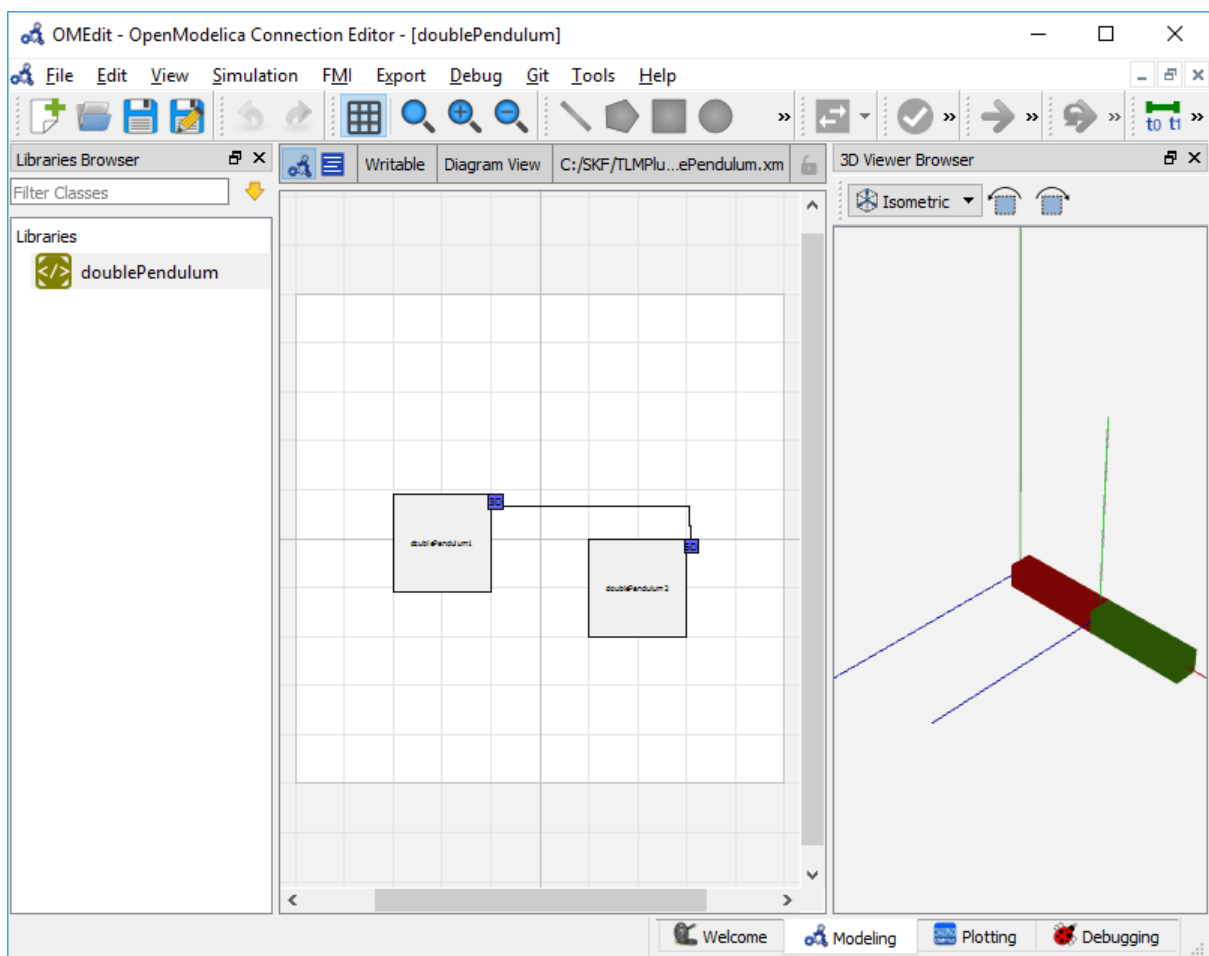 OMEdit - OpenModelica Connection Editor - [doublePendulum]
File Edit View Simulation FMI Export Debug Git Tools Help
» » » » t0 t1 »
Libraries Browser
Writable Diagram View C:/SKF/TLMPlu...ePendulum.xm
3D Viewer Browser
Filter Classes
Isometric
Libraries
</> doublePendulum
3D
doublePendulum1
3D
doublePendulum2
Welcome Modeling Plotting Debugging